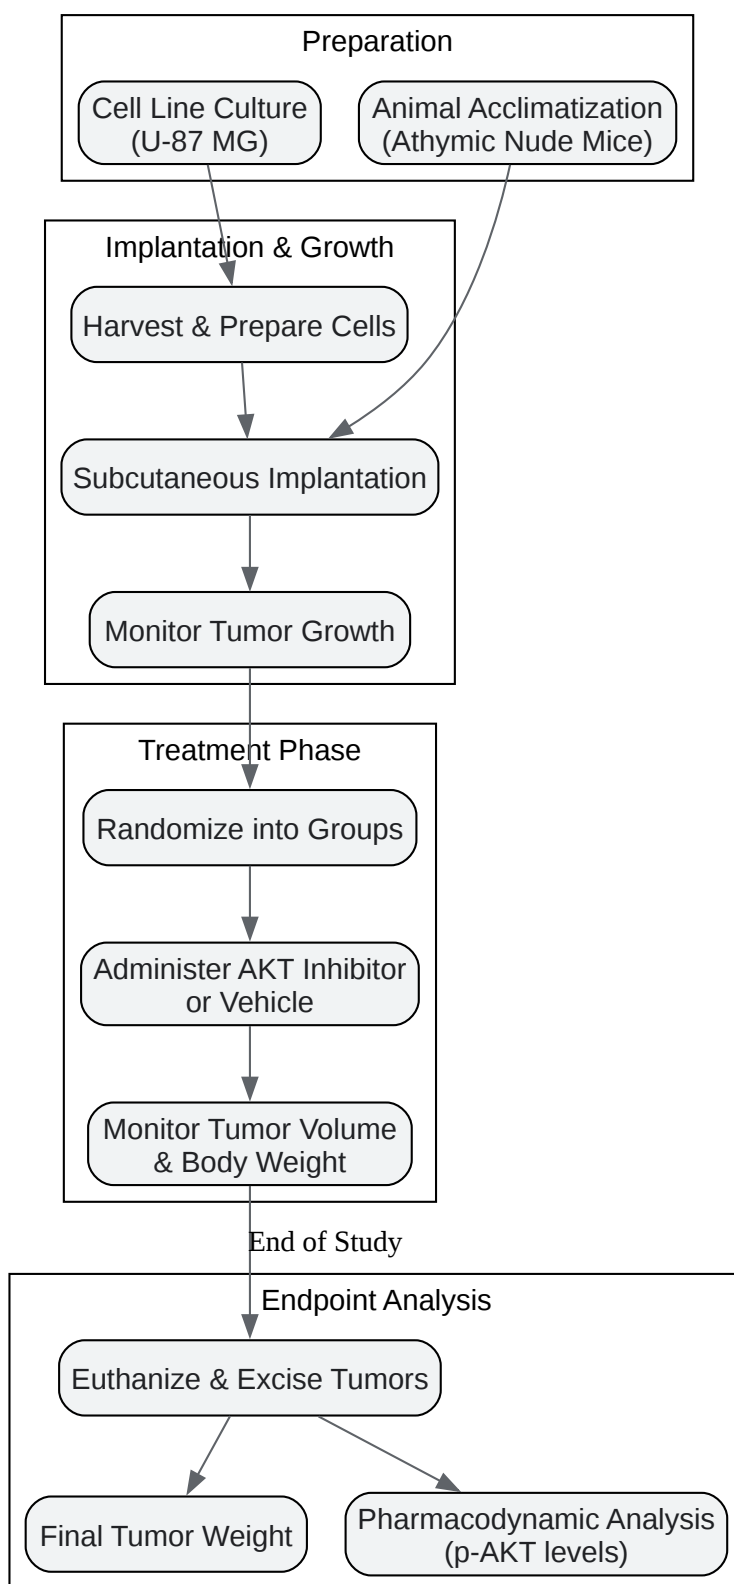 Preparation
Cell Line Culture
(U-87 MG)
Animal Acclimatization
(Athymic Nude Mice)
Implantation & Growth
Harvest & Prepare Cells
Subcutaneous Implantation
Monitor Tumor Growth
Treatment Phase
Randomize into Groups
Administer AKT Inhibitor
or Vehicle
Monitor Tumor Volume
& Body Weight
End of Study
Endpoint Analysis
Euthanize & Excise Tumors
Final Tumor Weight
Pharmacodynamic Analysis
(p-AKT levels)